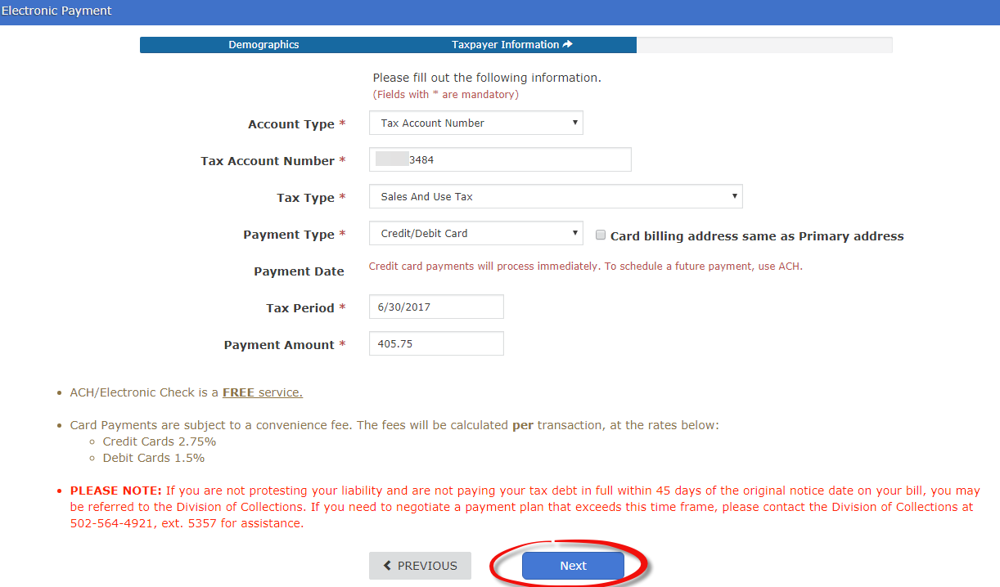 Electronic Payment
Demographics
Taxpayer Information
Please fill out the following information.
(Fields with * are mandatory)
Account Type * Tax Account Number
Tax Account Number * 3484
Tax Type * Sales And Use Tax
Payment Type * Credit/Debit Card Card billing address same as Primary address
Payment Date Credit card payments will process immediately. To schedule a future payment, use ACH.
Tax Period * 6/30/2017
Payment Amount * 405.75
• ACH/Electronic Check is a FREE service.
• Card Payments are subject to a convenience fee. The fees will be calculated per transaction, at the rates below:
◦ Credit Cards 2.75%
◦ Debit Cards 1.5%
• PLEASE NOTE: If you are not protesting your liability and are not paying your tax debt in full within 45 days of the original notice date on your bill, you may
be referred to the Division of Collections. If you need to negotiate a payment plan that exceeds this time frame, please contact the Division of Collections at
502-564-4921, ext. 5357 for assistance.
PREVIOUS
Next